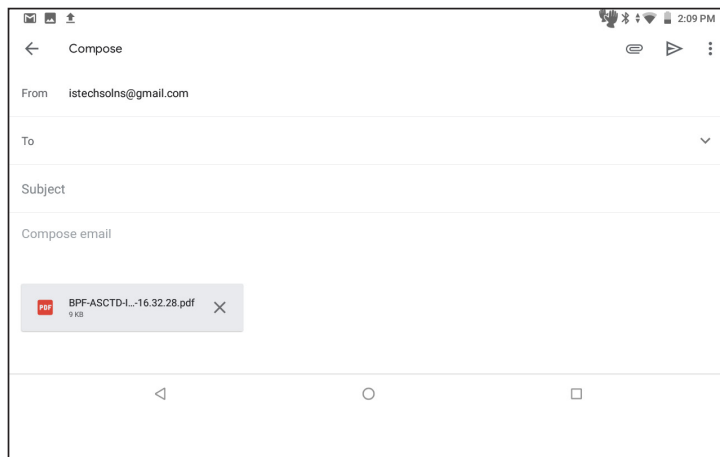 2:09 PM
Compose
From istechsolns@gmail.com
To
Subject
Compose email
PDF BPF-ASCTD-I...-16.32.28.pdf
9 KB